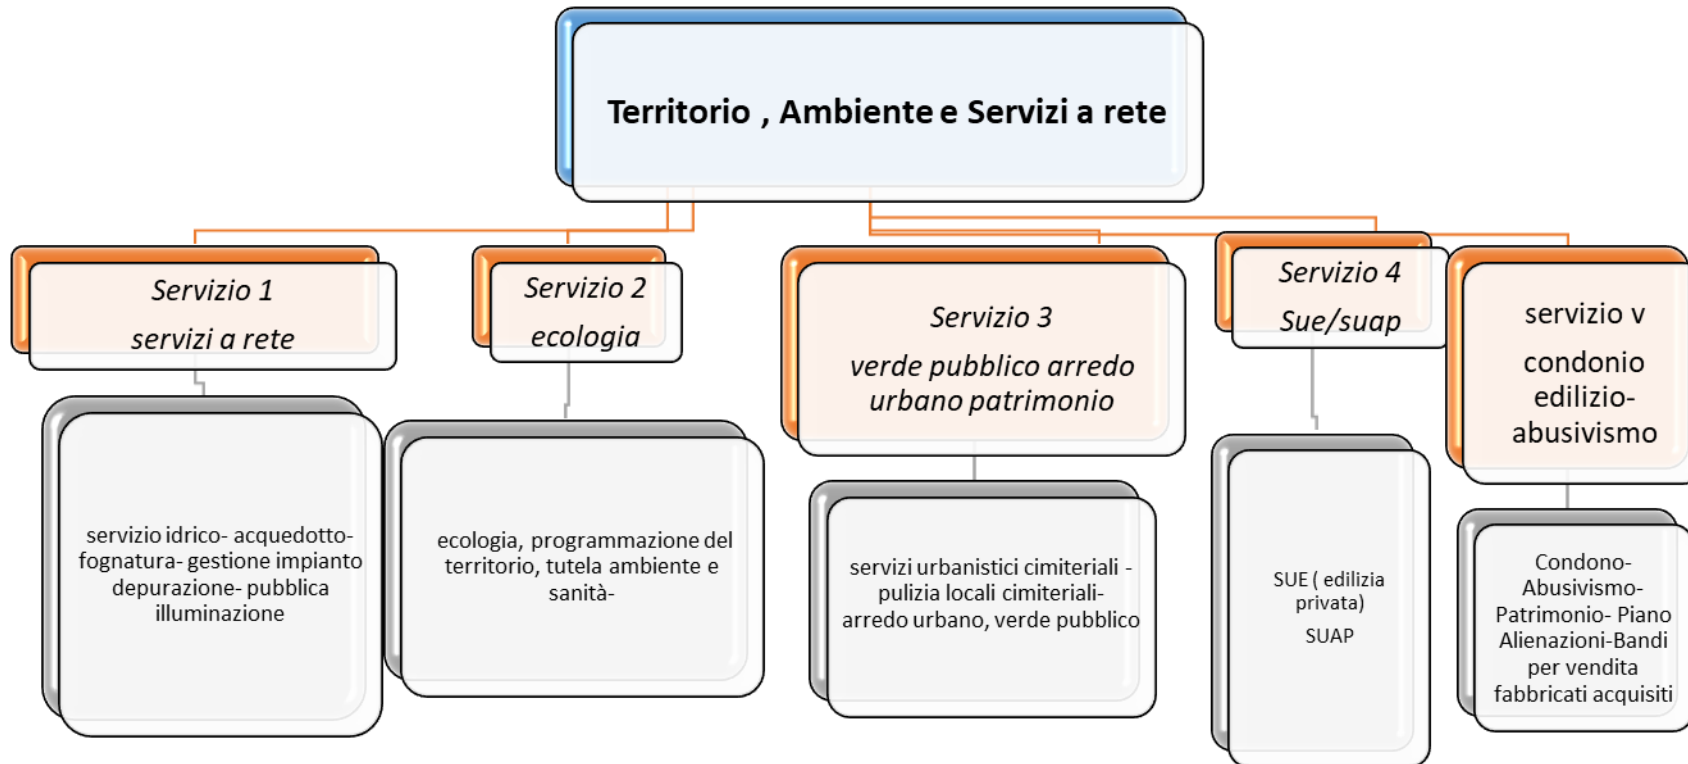 Territorio , Ambiente e Servizi a rete
Servizio 1
servizi a rete
servizio idrico- acquedotto-
fognatura- gestione impianto
depurazione- pubblica
illuminazione
Servizio 2
ecologia
ecologia, programmazione del
territorio, tutela ambiente e
sanità-
Servizio 3
verde pubblico arredo
urbano patrimonio
servizi urbanistici cimiteriali -
pulizia locali cimiteriali-
arredo urbano, verde pubblico
Servizio 4
Sue/suap
SUE ( edilizia
privata)
SUAP
servizio v
condonio
edilizio-
abusivismo
Condono-
Abusivismo-
Patrimonio- Piano
Alienazioni-Bandi
per vendita
fabbricati acquisiti